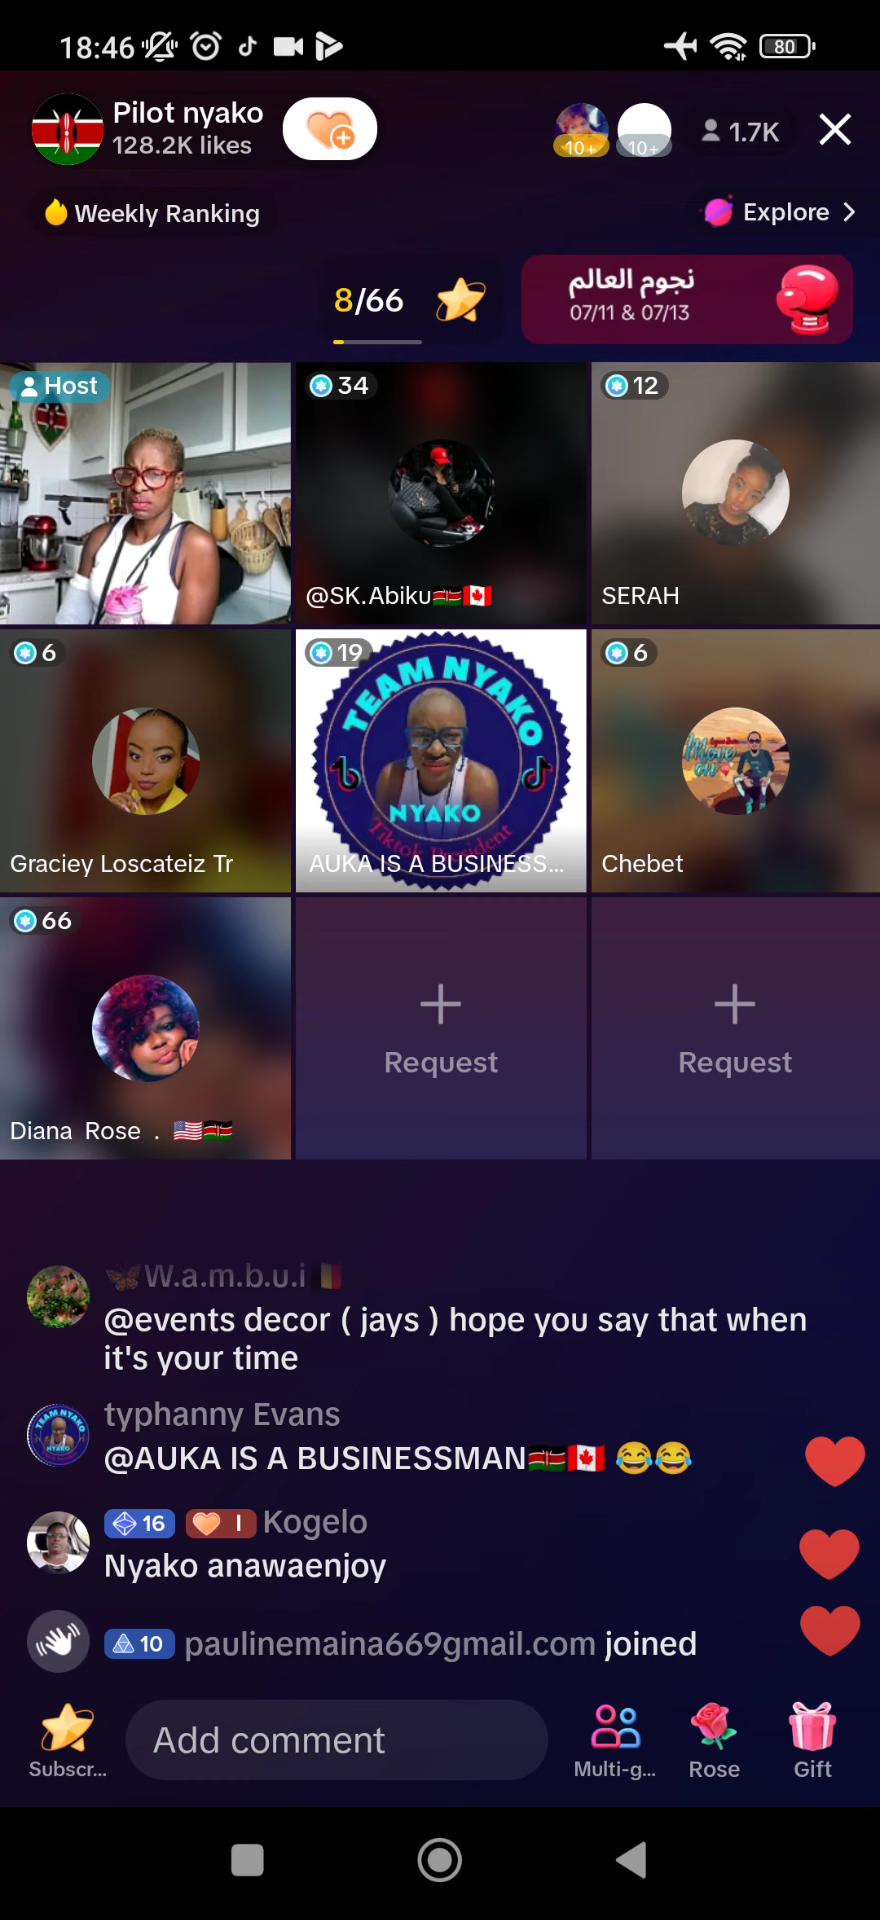 18:46
80
Pilot nyako
128.2K likes
10+
10+
1.7K
Weekly Ranking
Explore
8/66
نجوم العالم
07/11 & 07/13
Host
34
12
@SK.Abiku🇰🇪🇨🇦
SERAH
6
19
6
TEAM NYAKO
NYAKO
Tiktok President
Move on
Graciey Loscateiz Tr
AUKA IS A BUSINESS...
Chebet
66
Diana Rose . 🇺🇸🇰🇪
Request
Request
🦋W.a.m.b.u.i🇧🇪
@events decor ( jays ) hope you say that when
it's your time
typhanny Evans
@AUKA IS A BUSINESSMAN🇰🇪🇨🇦 😂😂
16 I Kogelo
Nyako anawaenjoy
10 paulinemaina669gmail.com joined
Add comment
Subscr...
Multi-g...
Rose
Gift